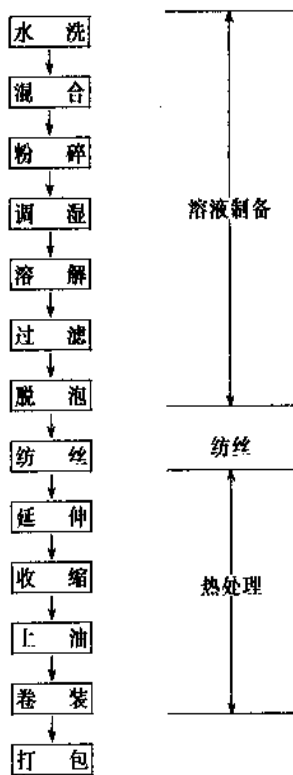 水 洗
混 合
粉 碎
调 湿
溶液制备
溶 解
过 滤
脱 泡
纺 丝
纺丝
延 伸
收 缩
热处理
上 油
卷 装
打 包